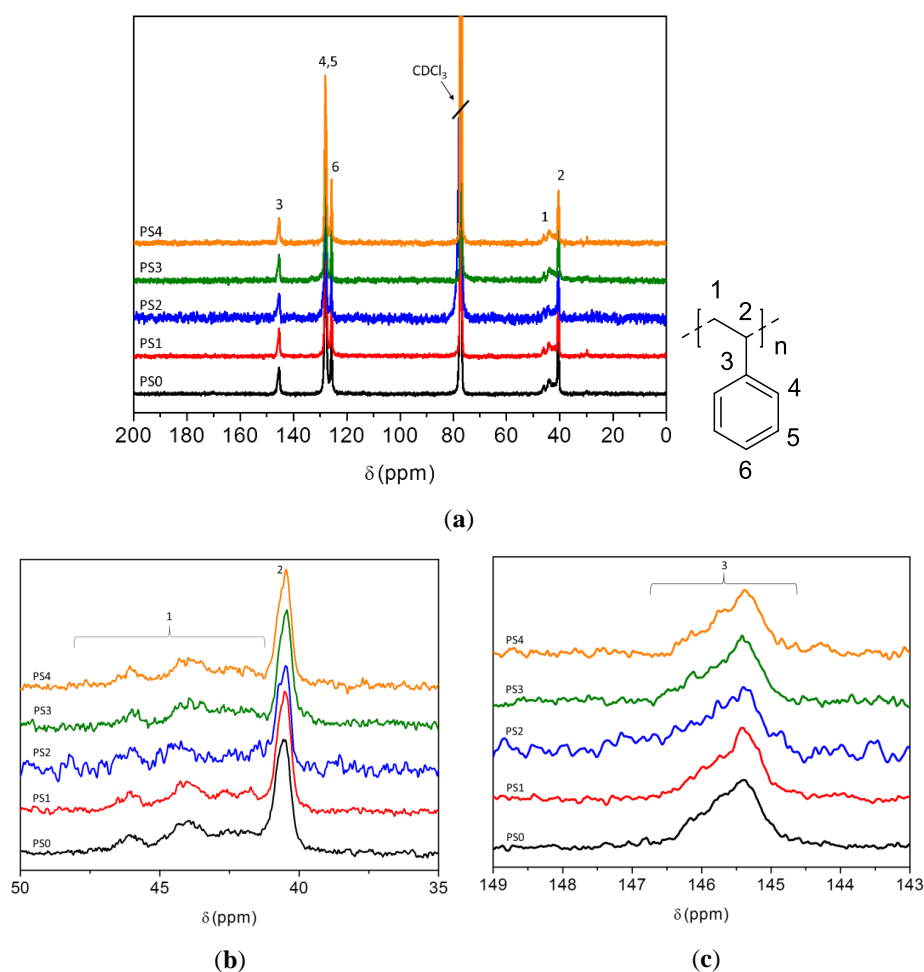 4,5
CDCl3
6
2
3
1
PS4
PS3
PS2
PS1
PS0
200 180 160 140 120 100 80 60 40 20 0
δ (ppm)
1
2
n
3
4
5
6
(a)
2
1
PS4
PS3
PS2
PS1
PS0
50 45 40 35
δ (ppm)
(b)
3
PS4
PS3
PS2
PS1
PS0
149 148 147 146 145 144 143
δ (ppm)
(c)